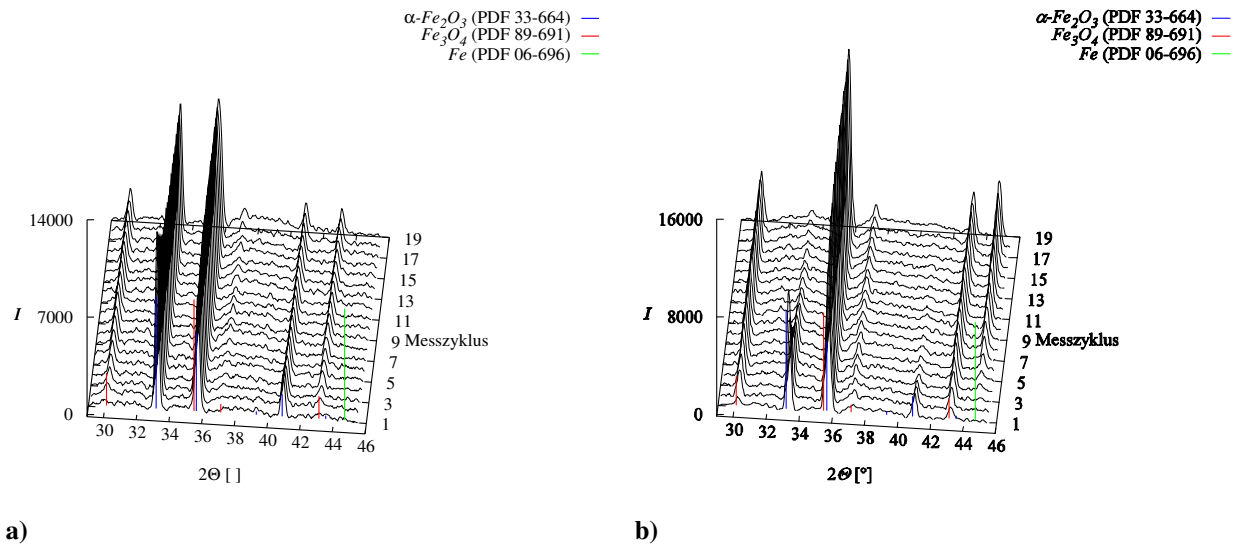 α-Fe₂O₃ (PDF 33-664)
Fe₃O₄ (PDF 89-691)
Fe (PDF 06-696)
14000
7000
0
I
30 32 34 36 38 40 42 44 46
2Θ [ ]
19
17
15
13
11
9 Messzyklus
7
5
3
1
a)
α-Fe₂O₃ (PDF 33-664)
Fe₃O₄ (PDF 89-691)
Fe (PDF 06-696)
16000
8000
0
I
30 32 34 36 38 40 42 44 46
2Θ [°]
19
17
15
13
11
9 Messzyklus
7
5
3
1
b)